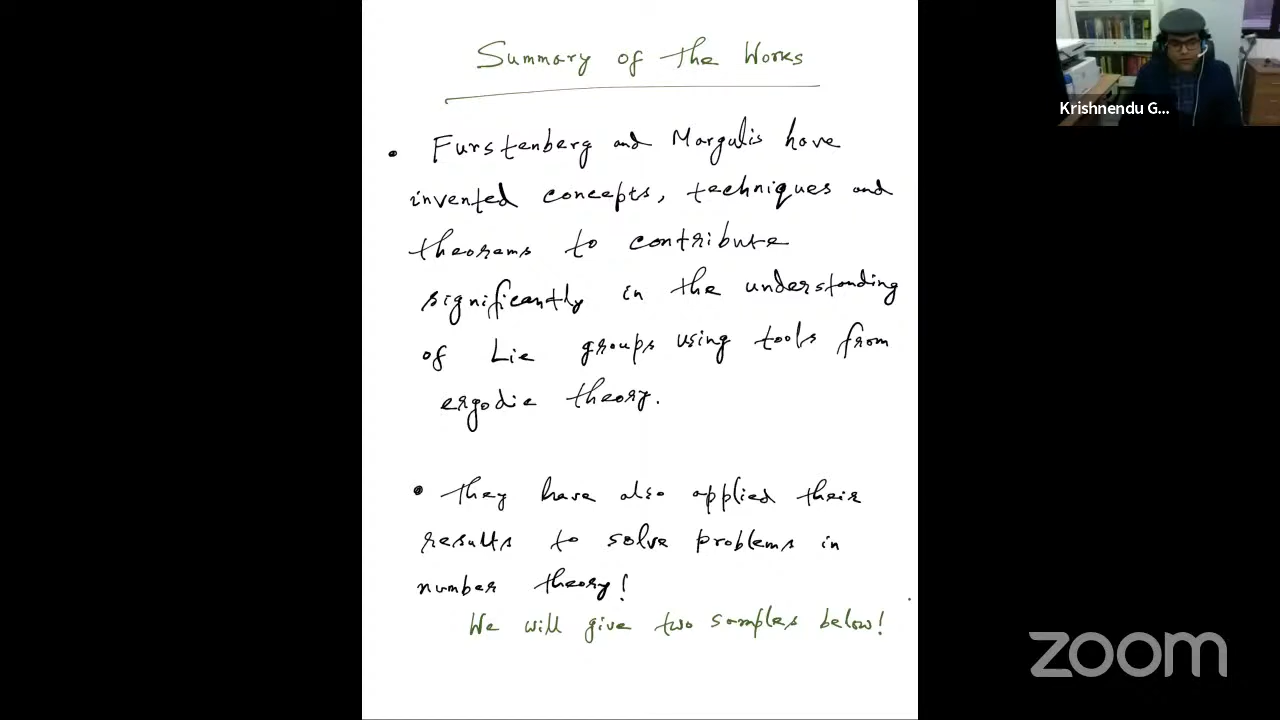 Summary of the Works
• Furstenberg and Margulis have
invented concepts, techniques and
theorems to contribute
significantly in the understanding
of Lie groups using tools from
ergodic theory.
• They have also applied their
results to solve problems in
number theory!
We will give two samples below!
Krishnendu G...
zoom